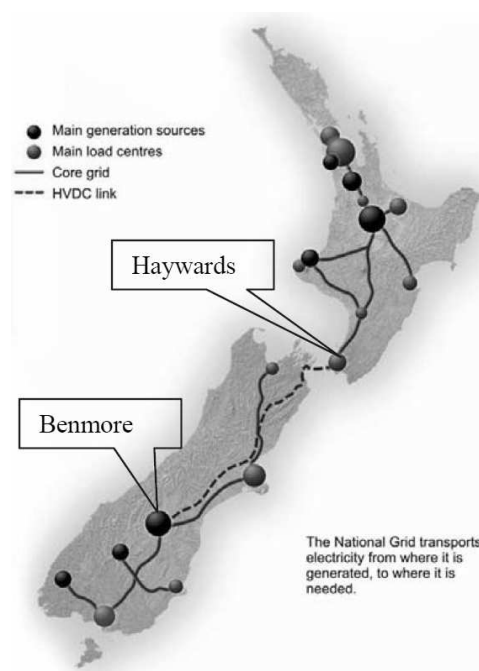 Main generation sources
Main load centres
Core grid
HVDC link
Haywards
Benmore
The National Grid transports
electricity from where it is
generated, to where it is
needed.